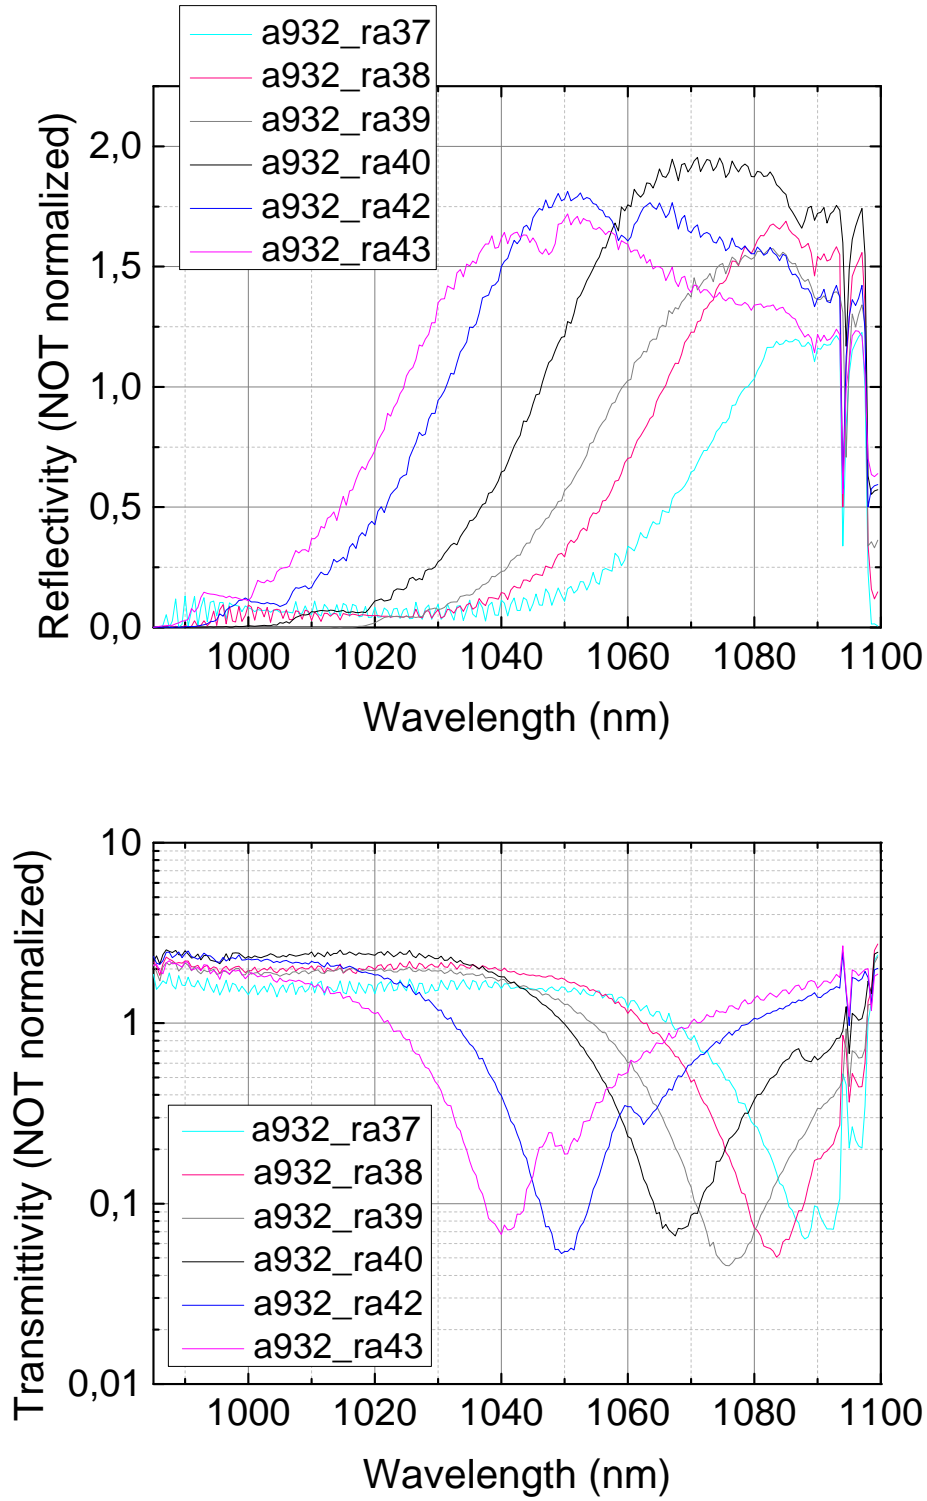 a932_ra37
a932_ra38
a932_ra39
a932_ra40
a932_ra42
a932_ra43
Reflectivity (NOT normalized)
2,0
1,5
1,0
0,5
0,0
1000 1020 1040 1060 1080 1100
Wavelength (nm)
Transmittivity (NOT normalized)
10
1
0,1
0,01
a932_ra37
a932_ra38
a932_ra39
a932_ra40
a932_ra42
a932_ra43
1000 1020 1040 1060 1080 1100
Wavelength (nm)